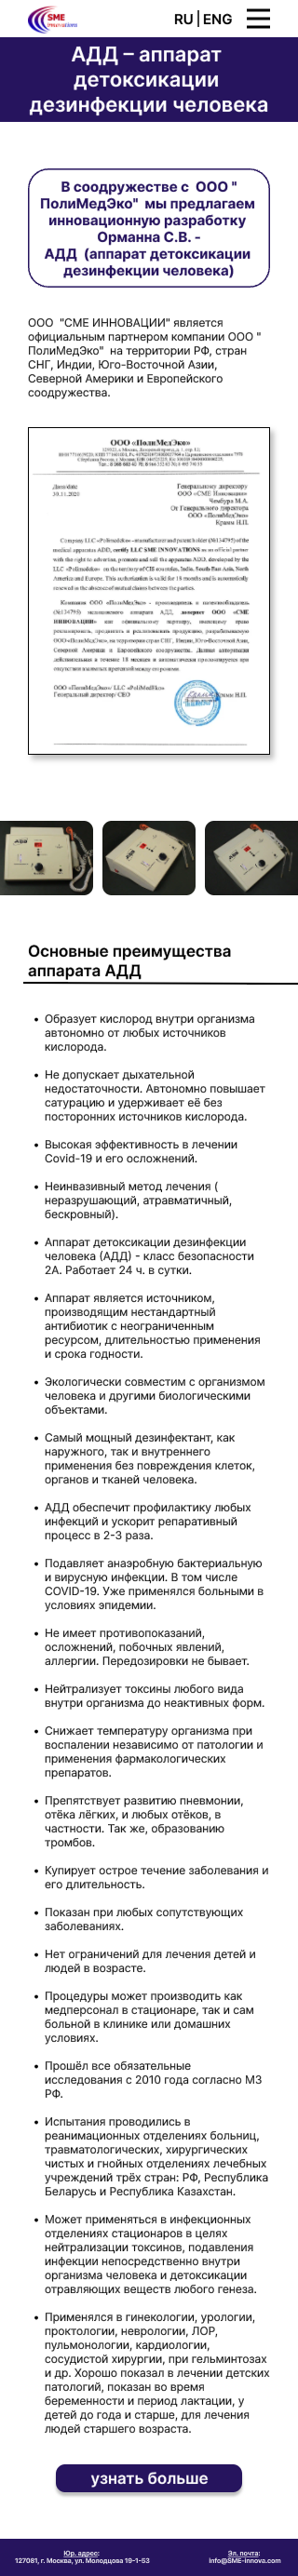 SME
innovations
RU | ENG
АДД – аппарат
детоксикации
дезинфекции человека
В соодружестве с ООО "
ПолиМедЭко" мы предлагаем
инновационную разработку
Орманна С.В. -
АДД (аппарат детоксикации
дезинфекции человека)
ООО "СМЕ ИННОВАЦИИ" является
официальным партнером компании ООО "
ПолиМедЭко" на территории РФ, стран
СНГ, Индии, Юго-Восточной Азии,
Северной Америки и Европейского
соодружества.
ООО «ПолиМедЭко»
Генеральному директору
ООО «СМЕ Инновации»
Чембура М.А.
От Генерального директора
ООО «ПолиМедЭко»
Крамм И.П.
Основные преимущества
аппарата АДД
• Образует кислород внутри организма
автономно от любых источников
кислорода.
• Не допускает дыхательной
недостаточности. Автономно повышает
сатурацию и удерживает её без
посторонних источников кислорода.
• Высокая эффективность в лечении
Covid-19 и его осложнений.
• Неинвазивный метод лечения (
неразрушающий, атравматичный,
бескровный).
• Аппарат детоксикации дезинфекции
человека (АДД) - класс безопасности
2А. Работает 24 ч. в сутки.
• Аппарат является источником,
производящим нестандартный
антибиотик с неограниченным
ресурсом, длительностью применения
и срока годности.
• Экологически совместим с организмом
человека и другими биологическими
объектами.
• Самый мощный дезинфектант, как
наружного, так и внутреннего
применения без повреждения клеток,
органов и тканей человека.
• АДД обеспечит профилактику любых
инфекций и ускорит репаративный
процесс в 2-3 раза.
• Подавляет анаэробную бактериальную
и вирусную инфекции. В том числе
COVID-19. Уже применялся больными в
условиях эпидемии.
• Не имеет противопоказаний,
осложнений, побочных явлений,
аллергии. Передозировки не бывает.
• Нейтрализует токсины любого вида
внутри организма до неактивных форм.
• Снижает температуру организма при
воспалении независимо от патологии и
применения фармакологических
препаратов.
• Препятствует развитию пневмонии,
отёка лёгких, и любых отёков, в
частности. Так же, образованию
тромбов.
• Купирует острое течение заболевания и
его длительность.
• Показан при любых сопутствующих
заболеваниях.
• Нет ограничений для лечения детей и
людей в возрасте.
• Процедуры может производить как
медперсонал в стационаре, так и сам
больной в клинике или домашних
условиях.
• Прошёл все обязательные
исследования с 2010 года согласно МЗ
РФ.
• Испытания проводились в
реанимационных отделениях больниц,
травматологических, хирургических
чистых и гнойных отделениях лечебных
учреждений трёх стран: РФ, Республика
Беларусь и Республика Казахстан.
• Может применяться в инфекционных
отделениях стационаров в целях
нейтрализации токсинов, подавления
инфекции непосредственно внутри
организма человека и детоксикации
отравляющих веществ любого генеза.
• Применялся в гинекологии, урологии,
проктологии, неврологии, ЛОР,
пульмонологии, кардиологии,
сосудистой хирургии, при гельминтозах
и др. Хорошо показал в лечении детских
патологий, показан во время
беременности и период лактации, у
детей до года и старше, для лечения
людей старшего возраста.
узнать больше
Юр. адрес:
127081, г. Москва, ул. Молодцова 19-1-53
Эл. почта:
Info@SME-innova.com